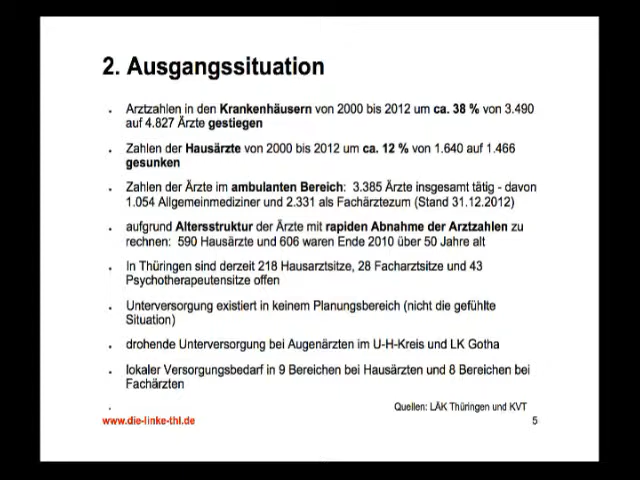 2. Ausgangssituation
. Arztzahlen in den Krankenhäusern von 2000 bis 2012 um ca. 38 % von 3.490
auf 4.827 Ärzte gestiegen
. Zahlen der Hausärzte von 2000 bis 2012 um ca. 12 % von 1.640 auf 1.466
gesunken
. Zahlen der Ärzte im ambulanten Bereich: 3.385 Ärzte insgesamt tätig - davon
1.054 Allgemeinmediziner und 2.331 als Fachärztezum (Stand 31.12.2012)
. aufgrund Altersstruktur der Ärzte mit rapiden Abnahme der Arztzahlen zu
rechnen: 590 Hausärzte und 606 waren Ende 2010 über 50 Jahre alt
. In Thüringen sind derzeit 218 Hausarztsitze, 28 Facharztsitze und 43
Psychotherapeutensitze offen
. Unterversorgung existiert in keinem Planungsbereich (nicht die gefühlte
Situation)
. drohende Unterversorgung bei Augenärzten im U-H-Kreis und LK Gotha
. lokaler Versorgungsbedarf in 9 Bereichen bei Hausärzten und 8 Bereichen bei
Fachärzten
. Quellen: LÄK Thüringen und KVT
www.die-linke-thl.de 5